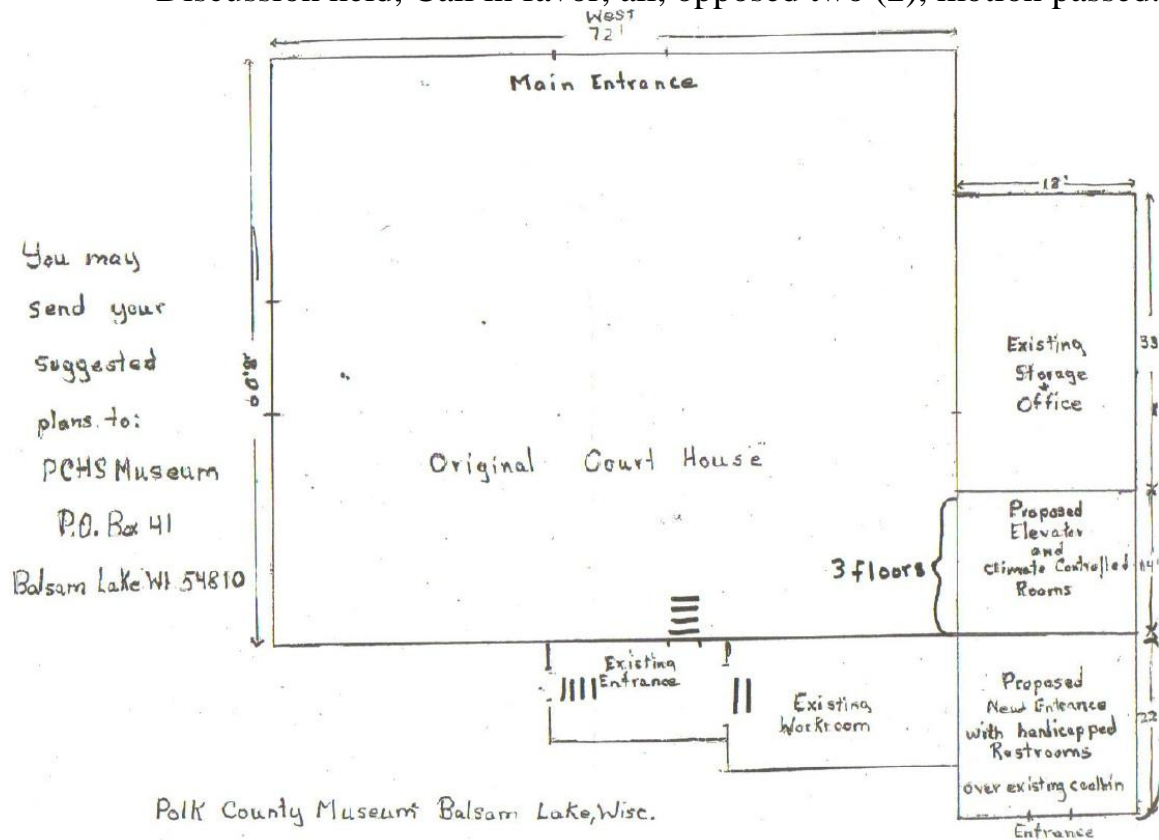 Discussion held, Call in favor, all, opposed two (2), motion passed.
West
72'
Main Entrance
18'
You may
send your
suggested
plans to:
PCHS Museum
P.O. Box 41
Balsam Lake WI 54810
Original Court House
Existing
Storage
+
Office
33
Proposed
Elevator
and
Climate Controlled
Rooms
14'
3 floors
Existing
Entrance
Existing
Workroom
Proposed
New Entrance
with handicapped
Restrooms
over existing coalbin
22
Entrance
Polk County Museum Balsam Lake, Wisc.